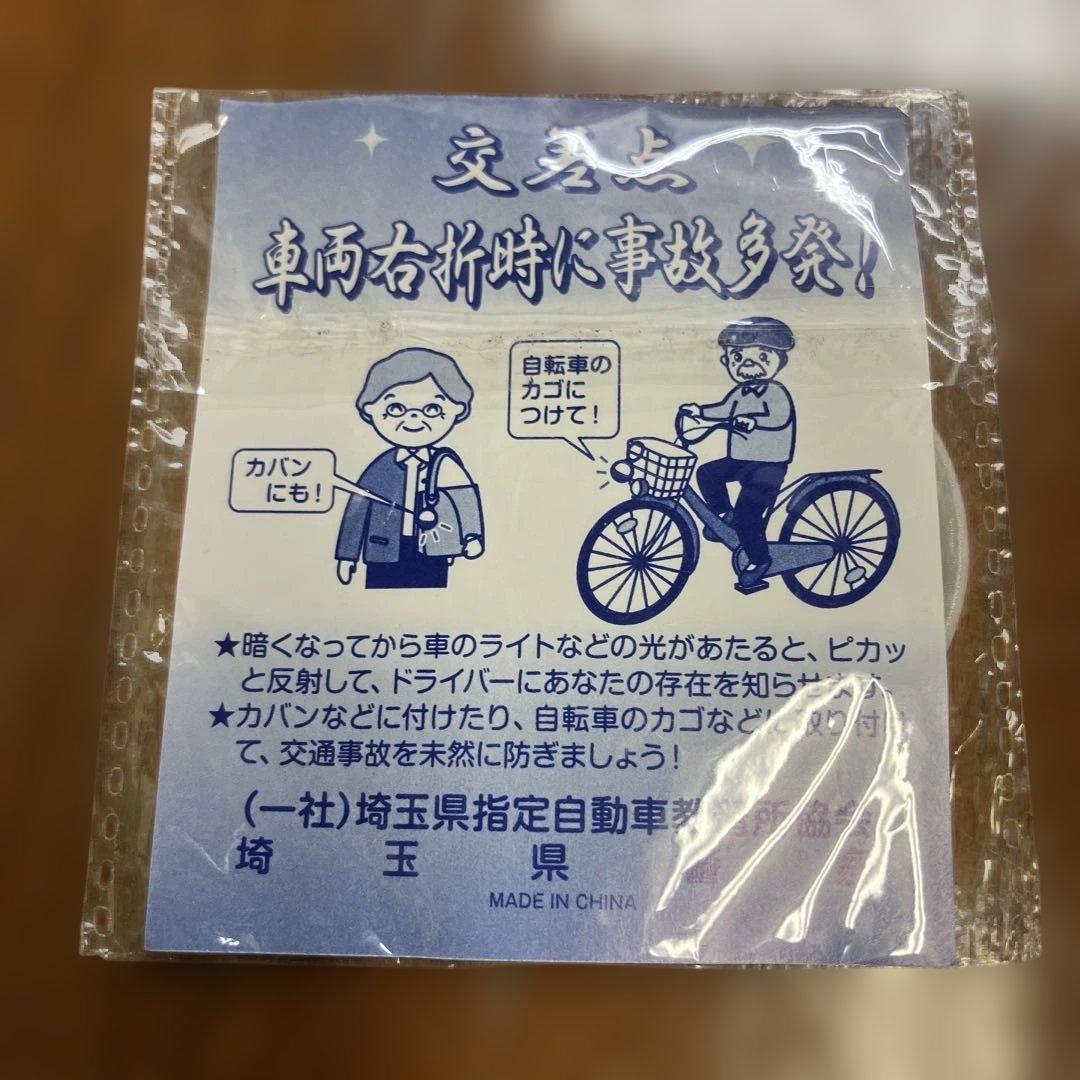 交差点
車両右折時に事故多発!
自転車の
カゴに
つけて!
カバン
にも!
★暗くなってから車のライトなどの光があたると、ピカッ
と反射して、ドライバーにあなたの存在を知らせます。
★カバンなどに付けたり、自転車のカゴなどに取り付け
て、交通事故を未然に防ぎましょう!
(一社)埼玉県指定自動車教習所協会
埼玉県
MADE IN CHINA